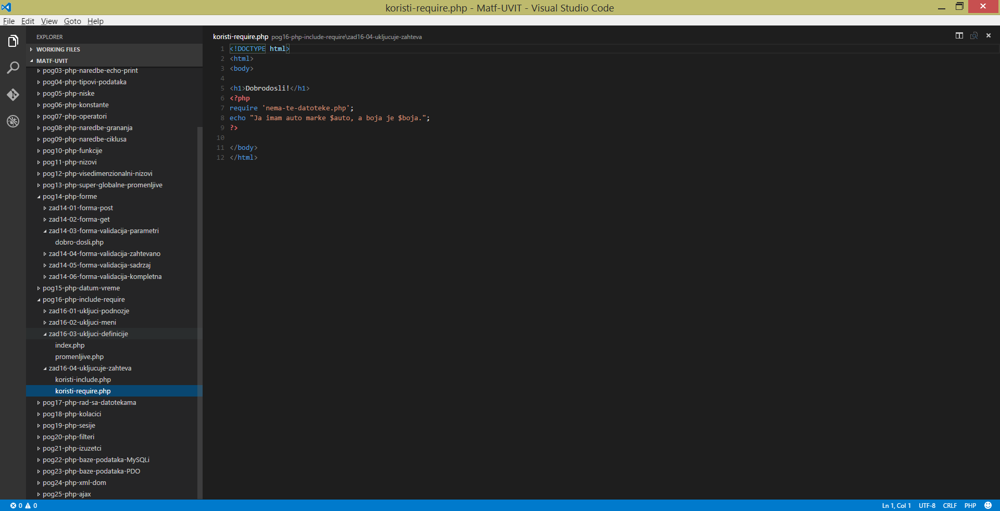 koristi-require.php - Matf-UVIT - Visual Studio Code
File Edit View Goto Help
EXPLORER
WORKING FILES
MATF-UVIT
pog03-php-naredbe-echo-print
pog04-php-tipovi-podataka
pog05-php-niske
pog06-php-konstante
pog07-php-operatori
pog08-php-naredbe-grananja
pog09-php-naredbe-ciklusa
pog10-php-funkcije
pog11-php-nizovi
pog12-php-visedimenzionalni-nizovi
pog13-php-super-globalne-promenljive
pog14-php-forme
zad14-01-forma-post
zad14-02-forma-get
zad14-03-forma-validacija-parametri
dobro-dosli.php
zad14-04-forma-validacija-zahtevano
zad14-05-forma-validacija-sadrzaj
zad14-06-forma-validacija-kompletna
pog15-php-datum-vreme
pog16-php-include-require
zad16-01-ukljuci-podnozje
zad16-02-ukljuci-meni
zad16-03-ukljuci-definicije
index.php
promenljive.php
zad16-04-ukljucuje-zahteva
koristi-include.php
koristi-require.php
pog17-php-rad-sa-datotekama
pog18-php-kolacici
pog19-php-sesije
pog20-php-filteri
pog21-php-izuzetci
pog22-php-baze-podataka-MySQLi
pog23-php-baze-podataka-PDO
pog24-php-xml-dom
pog25-php-ajax
koristi-require.php pog16-php-include-require\zad16-04-ukljucuje-zahteva
1 <!DOCTYPE html>
2 <html>
3 <body>
4
5 <h1>Dobrodosli!</h1>
6 <?php
7 require 'nema-te-datoteke.php';
8 echo "Ja imam auto marke $auto, a boja je $boja.";
9 ?>
10
11 </body>
12 </html>
0 0 Ln 1, Col 1 UTF-8 CRLF PHP